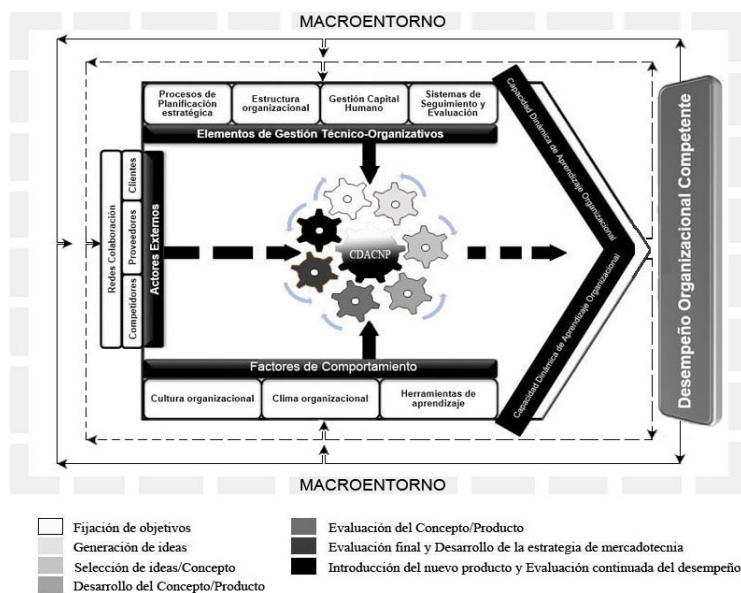 MACROENTORNO
Procesos de
Planificación
estratégica
Estructura
organizacional
Gestión Capital
Humano
Sistemas de
Seguimiento y
Evaluación
Elementos de Gestión Técnico-Organizativos
Redes Colaboración
Clientes
Proveedores
Competidores
Actores Externos
CDACNP
Capacidad Dinámica de Aprendizaje Organizacional
Capacidad Dinámica de Aprendizaje Organizacional
Desempeño Organizacional Competente
Factores de Comportamiento
Cultura organizacional
Clima organizacional
Herramientas de
aprendizaje
MACROENTORNO
Fijación de objetivos
Generación de ideas
Selección de ideas/Concepto
Desarrollo del Concepto/Producto
Evaluación del Concepto/Producto
Evaluación final y Desarrollo de la estrategia de mercadotecnia
Introducción del nuevo producto y Evaluación continuada del desempeño